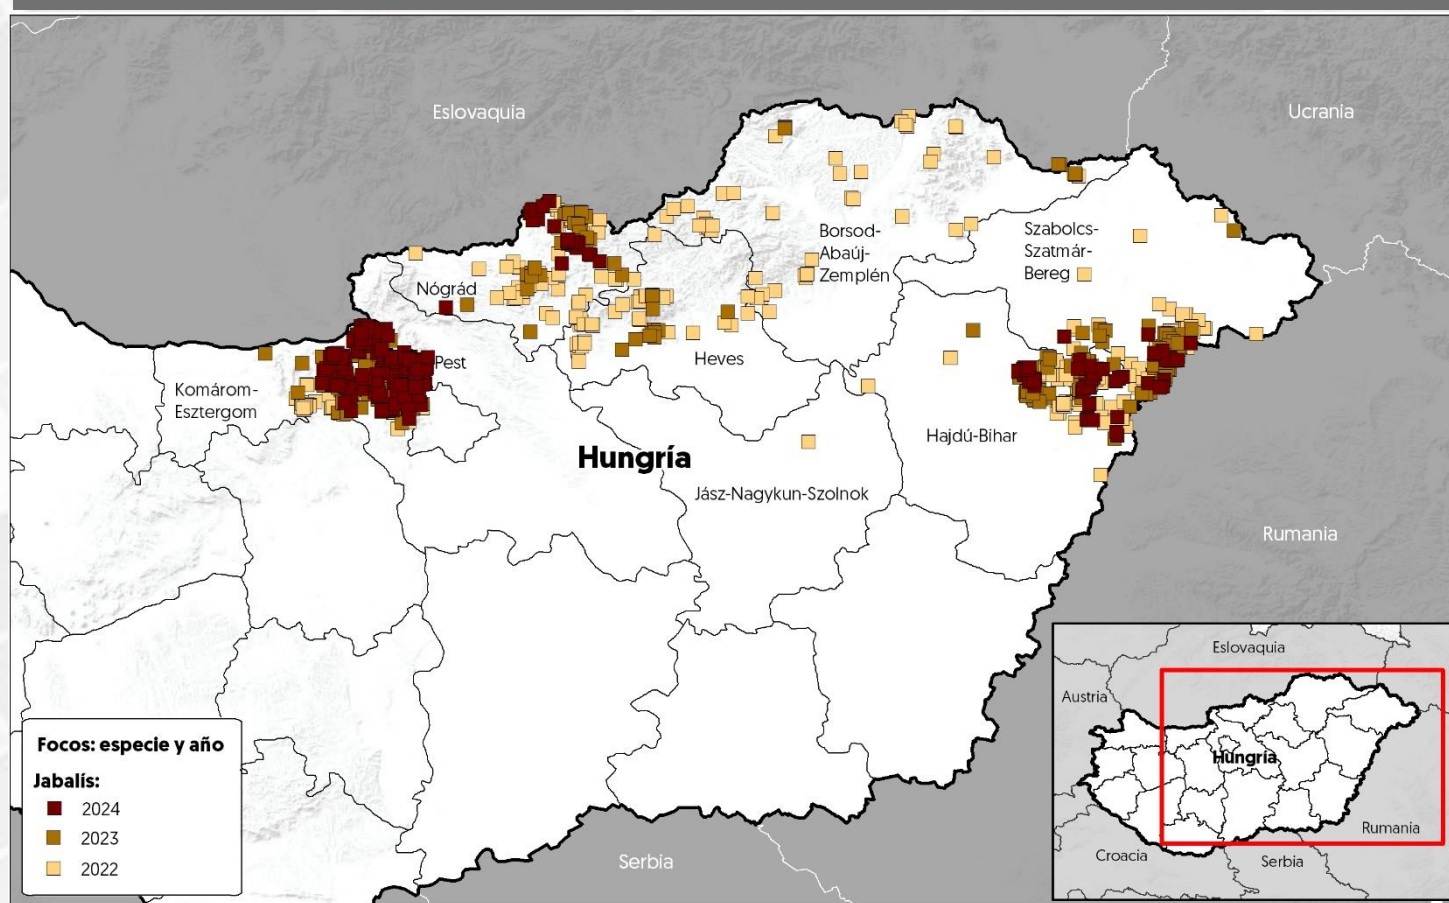 Eslovaquia
Ucrania
Borsod-
Abaúj-
Zemplén
Szabolcs-
Szatmár-
Bereg
Nógrád
Pest
Heves
Komárom-
Esztergom
Hajdú-Bihar
Hungría
Jász-Nagykun-Szolnok
Rumania
Serbia
Focos: especie y año
Jabalís:
2024
2023
2022
Eslovaquia
Austria
Hungría
Rumania
Croacia
Serbia